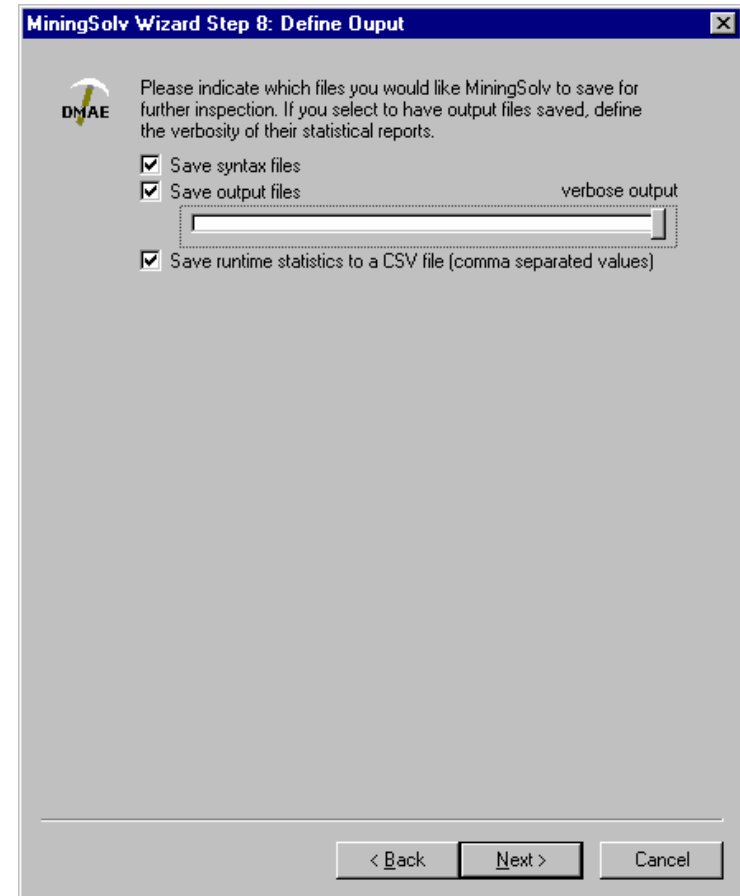 MiningSolv Wizard Step 8: Define Ouput
DMAE
Please indicate which files you would like MiningSolv to save for
further inspection. If you select to have output files saved, define
the verbosity of their statistical reports.
Save syntax files
Save output files verbose output
Save runtime statistics to a CSV file (comma separated values)
< Back Next > Cancel